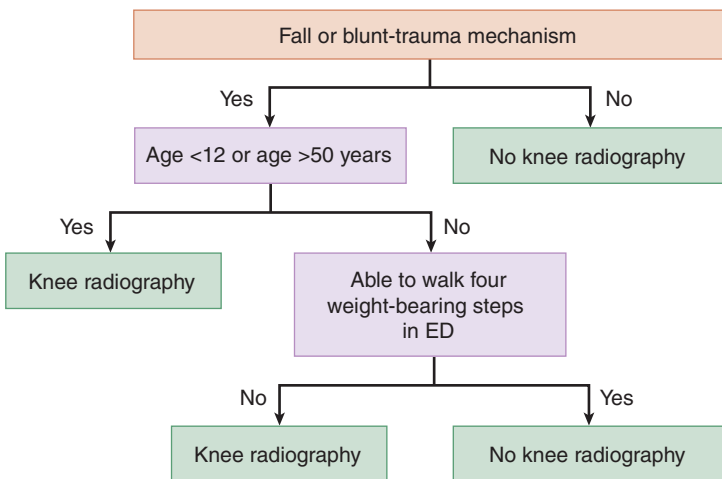 Fall or blunt-trauma mechanism
Yes
No
Age <12 or age >50 years
No knee radiography
Yes
No
Knee radiography
Able to walk four
weight-bearing steps
in ED
No
Yes
Knee radiography
No knee radiography